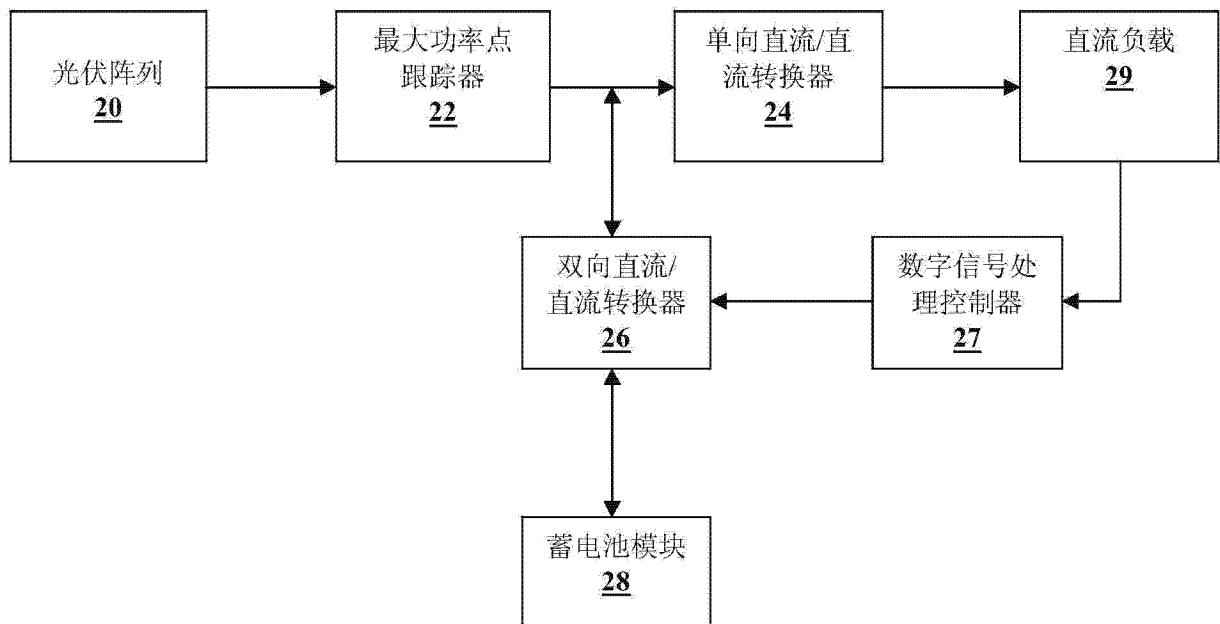 光伏阵列
20
最大功率点
跟踪器
22
单向直流/直
流转换器
24
直流负载
29
双向直流/
直流转换器
26
数字信号处
理控制器
27
蓄电池模块
28